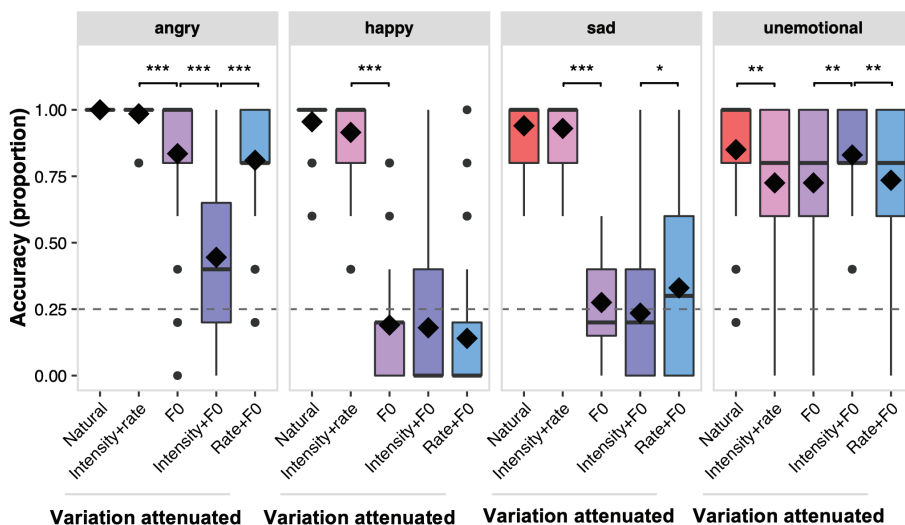 angry happy sad unemotional
*** *** *** *** *** * ** ** **
Accuracy (proportion)
1.00
0.75
0.50
0.25
0.00
Natural Intensity+rate F0 Intensity+F0 Rate+F0 Natural Intensity+rate F0 Intensity+F0 Rate+F0 Natural Intensity+rate F0 Intensity+F0 Rate+F0 Natural Intensity+rate F0 Intensity+F0 Rate+F0
Variation attenuated Variation attenuated Variation attenuated Variation attenuated